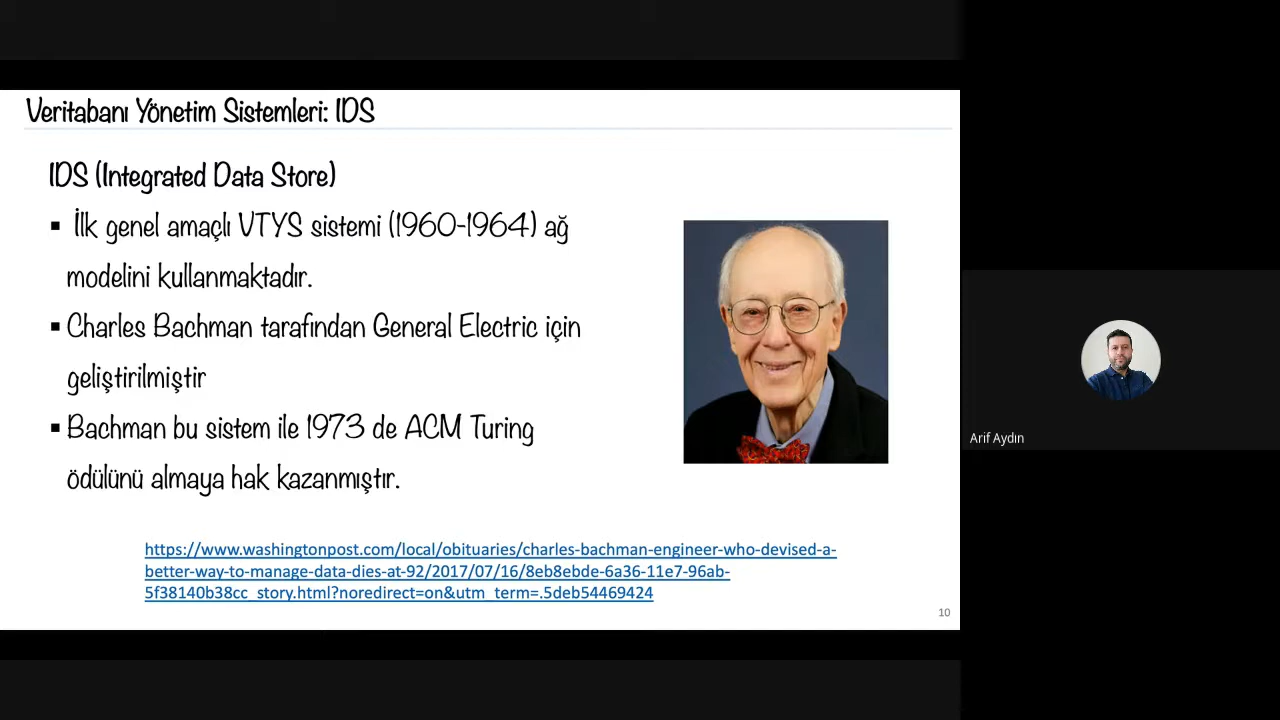 Veritabanı Yönetim Sistemleri: IDS
IDS (Integrated Data Store)
▪ İlk genel amaçlı VTYS sistemi (1960-1964) ağ
modelini kullanmaktadır.
▪ Charles Bachman tarafından General Electric için
geliştirilmiştir
▪ Bachman bu sistem ile 1973 de ACM Turing
ödülünü almaya hak kazanmıştır.
https://www.washingtonpost.com/local/obituaries/charles-bachman-engineer-who-devised-a-
better-way-to-manage-data-dies-at-92/2017/07/16/8eb8ebde-6a36-11e7-96ab-
5f38140b38cc_story.html?noredirect=on&utm_term=.5deb54469424
10
Arif Aydın